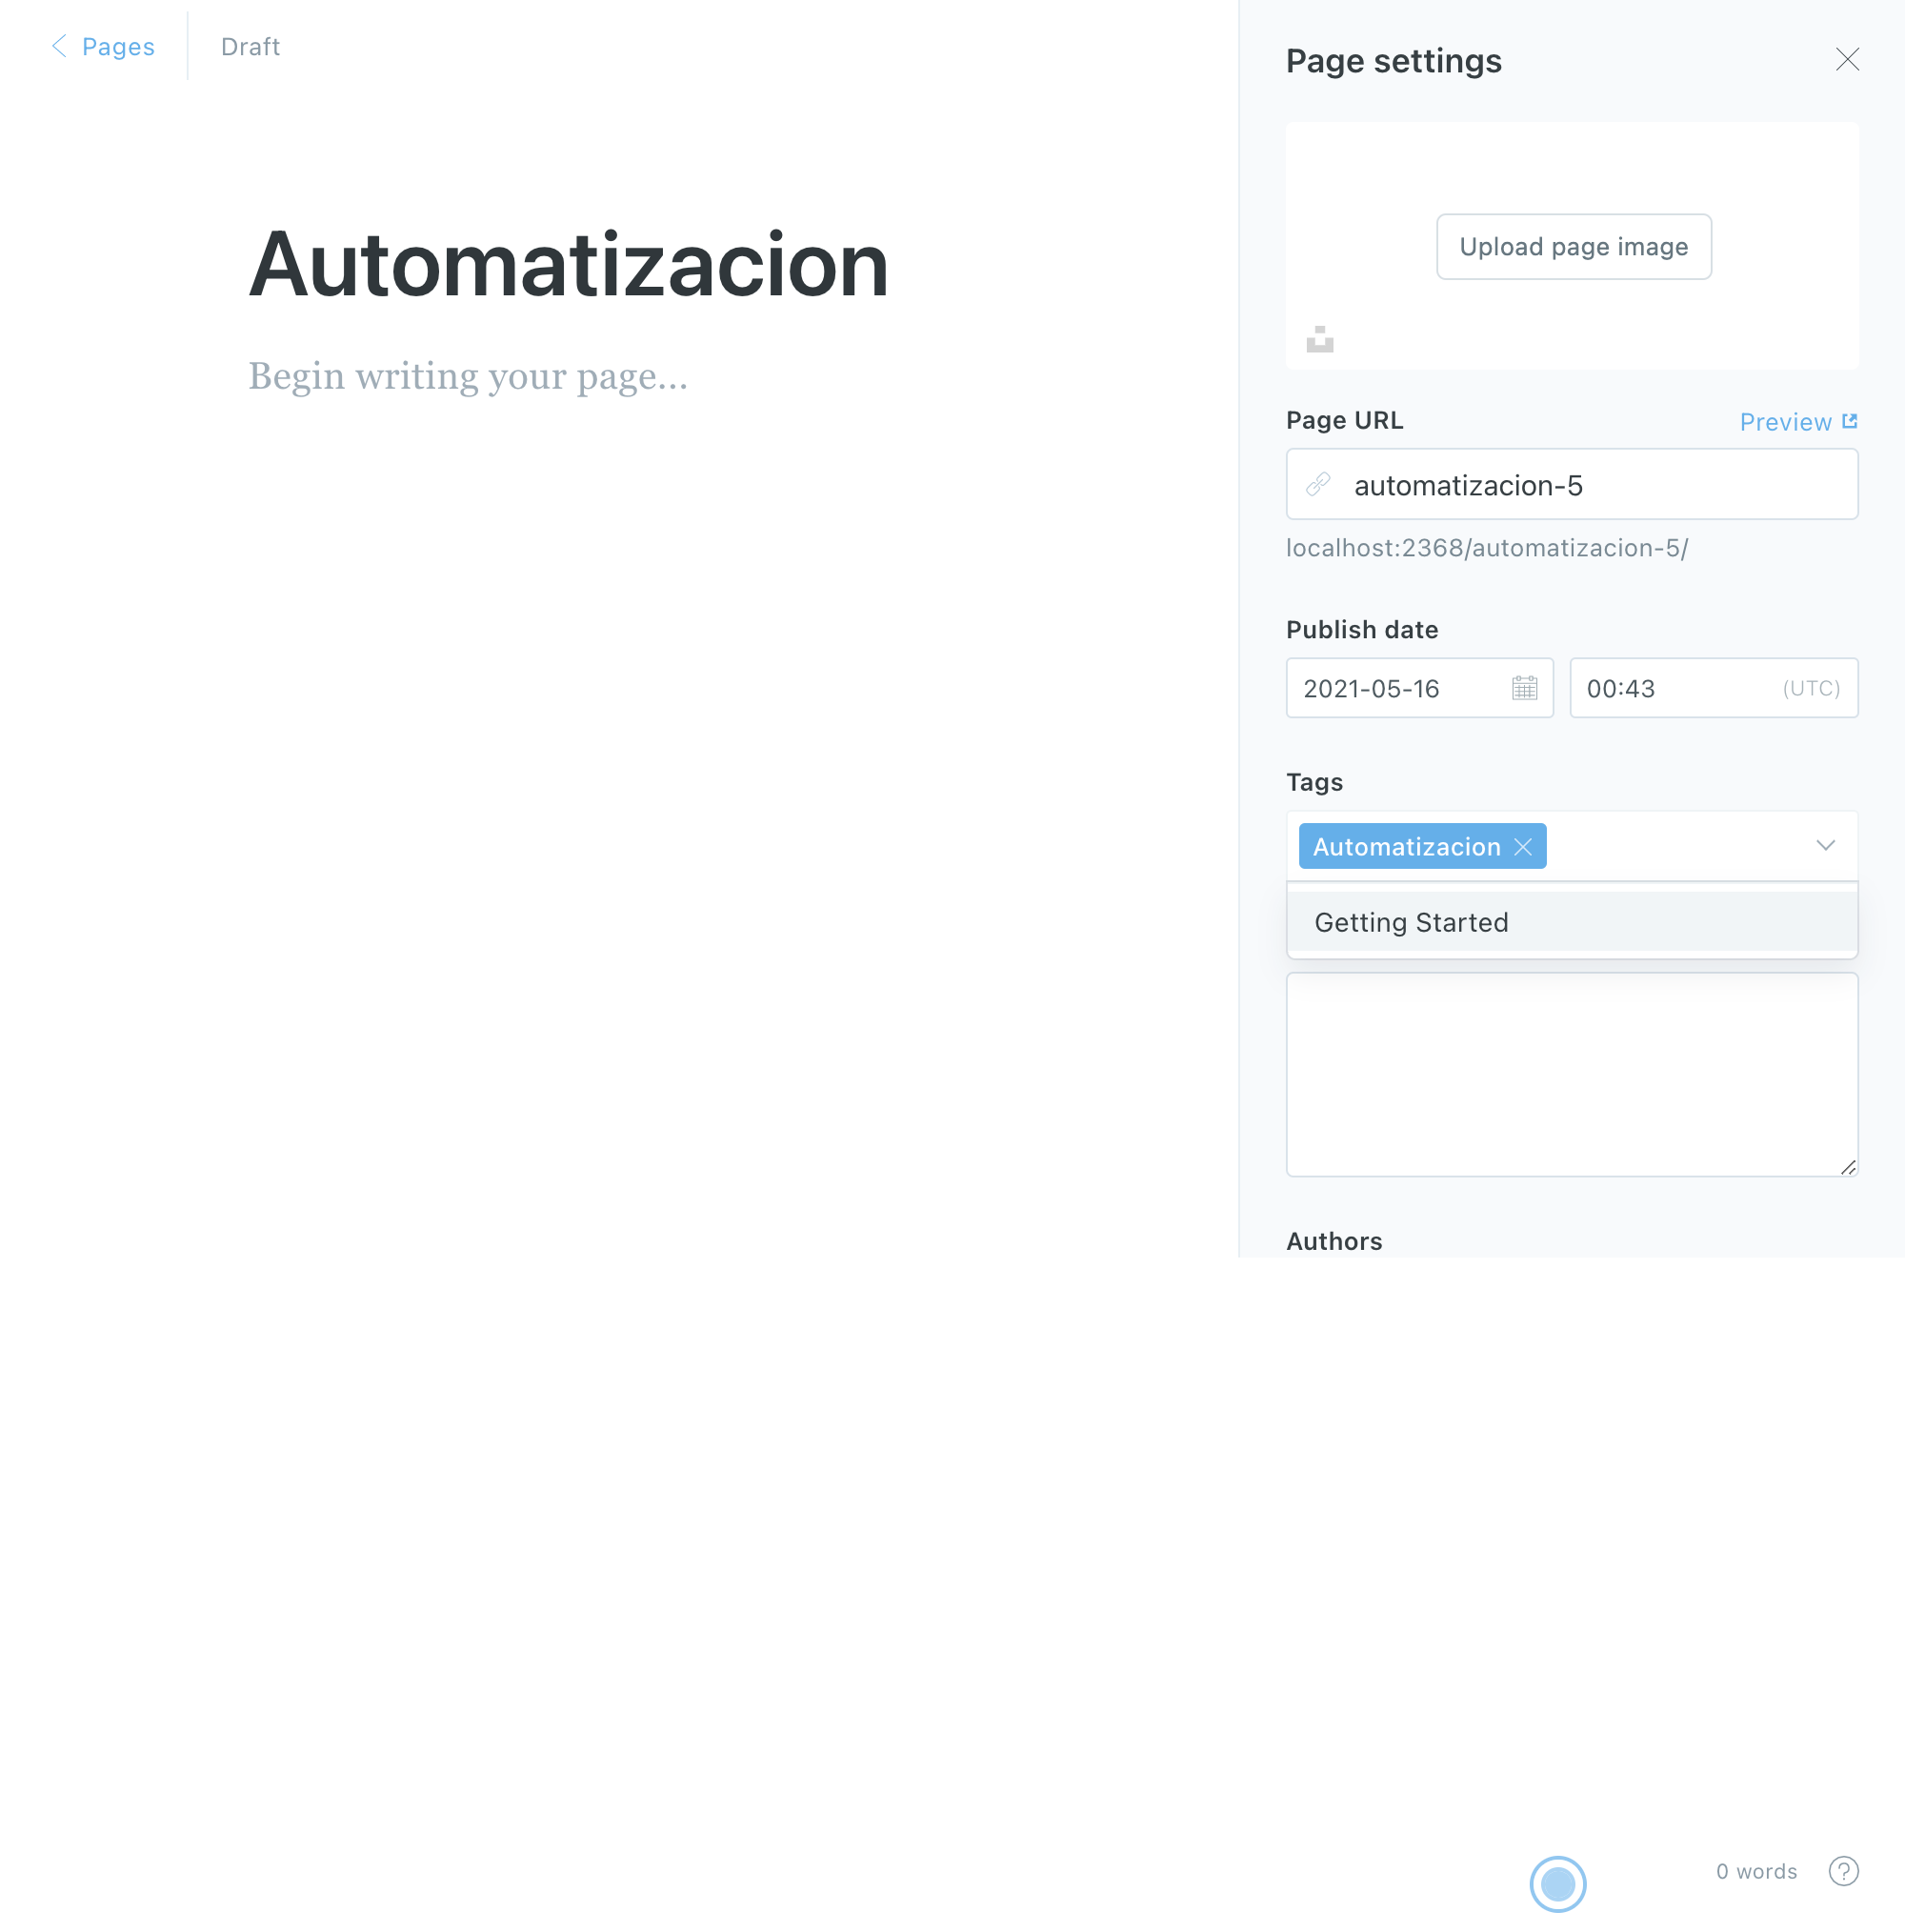 Pages
Draft
Automatizacion
Begin writing your page...
Page settings
Upload page image
Page URL
Preview
automatizacion-5
localhost:2368/automatizacion-5/
Publish date
2021-05-16
00:43
(UTC)
Tags
Automatizacion
Getting Started
Authors
0 words
?